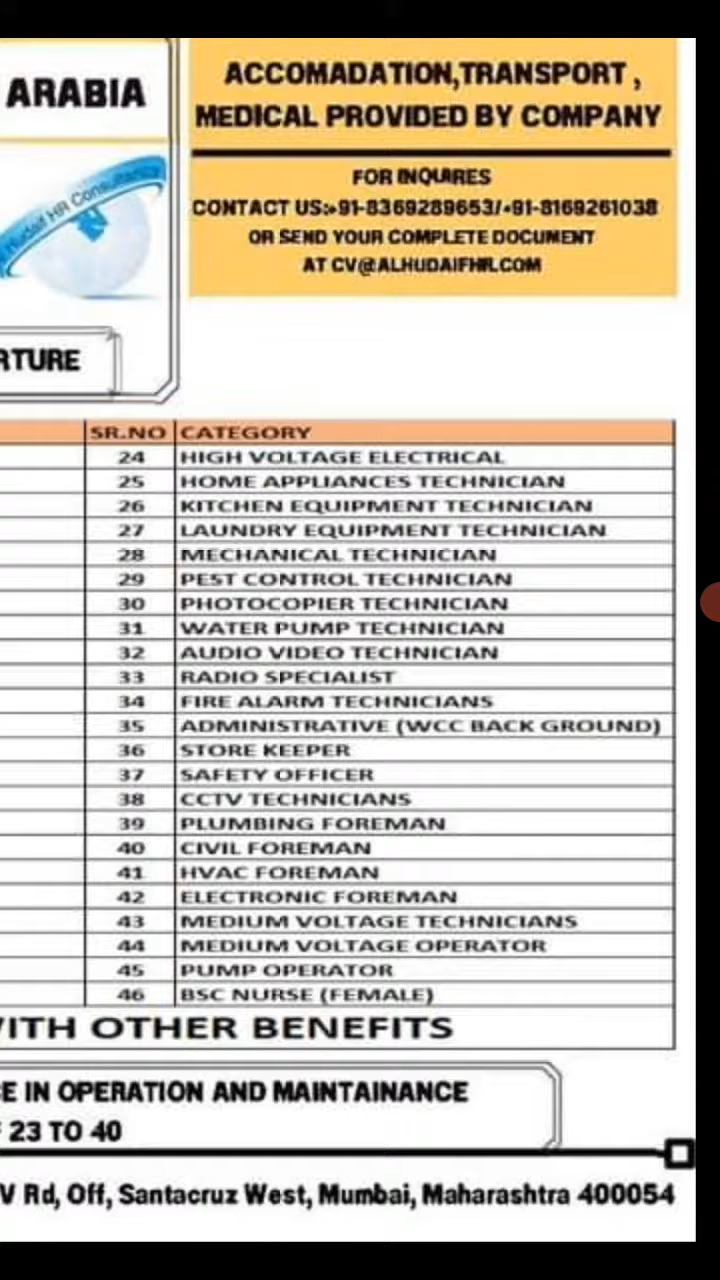 ARABIA
Hudaif HR Consultancy
RTURE
ACCOMADATION,TRANSPORT ,
MEDICAL PROVIDED BY COMPANY
FOR INQUIRES
CONTACT US:+91-8369289653/+91-8169261038
OR SEND YOUR COMPLETE DOCUMENT
AT CV@ALHUDAIFHR.COM
SR.NO CATEGORY
24 HIGH VOLTAGE ELECTRICAL
25 HOME APPLIANCES TECHNICIAN
26 KITCHEN EQUIPMENT TECHNICIAN
27 LAUNDRY EQUIPMENT TECHNICIAN
28 MECHANICAL TECHNICIAN
29 PEST CONTROL TECHNICIAN
30 PHOTOCOPIER TECHNICIAN
31 WATER PUMP TECHNICIAN
32 AUDIO VIDEO TECHNICIAN
33 RADIO SPECIALIST
34 FIRE ALARM TECHNICIANS
35 ADMINISTRATIVE (WCC BACK GROUND)
36 STORE KEEPER
37 SAFETY OFFICER
38 CCTV TECHNICIANS
39 PLUMBING FOREMAN
40 CIVIL FOREMAN
41 HVAC FOREMAN
42 ELECTRONIC FOREMAN
43 MEDIUM VOLTAGE TECHNICIANS
44 MEDIUM VOLTAGE OPERATOR
45 PUMP OPERATOR
46 BSC NURSE (FEMALE)
WITH OTHER BENEFITS
CE IN OPERATION AND MAINTAINANCE
F 23 TO 40
V Rd, Off, Santacruz West, Mumbai, Maharashtra 400054